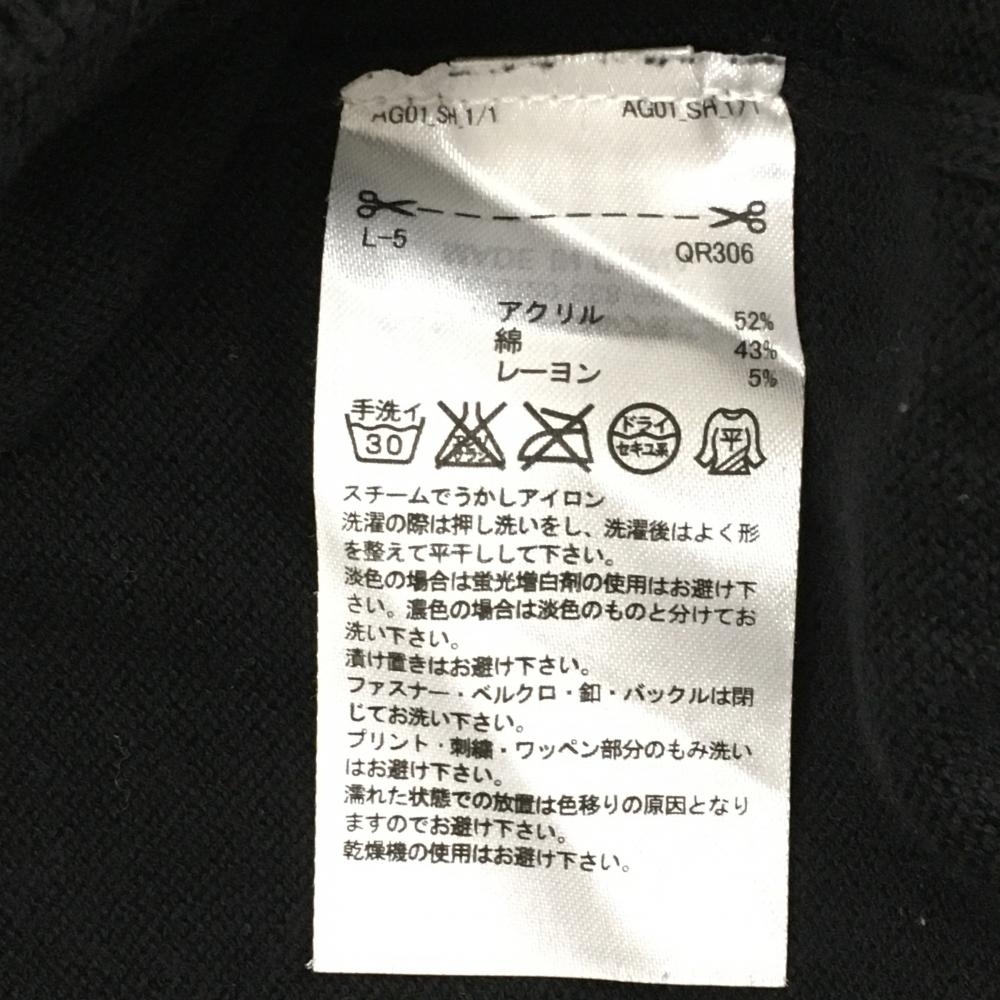 AG01_SH_1/1 AG01_SH_1/1
L-5 QR306
アクリル 52%
綿 43%
レーヨン 5%
手洗イ ドライ
30 セキユ系 平
スチームでうかしアイロン
洗濯の際は押し洗いをし、洗濯後はよく形
を整えて平干しして下さい。
淡色の場合は蛍光増白剤の使用はお避け下
さい。濃色の場合は淡色のものと分けてお
洗い下さい。
漬け置きはお避け下さい。
ファスナー・ベルクロ・釦・バックルは閉
じてお洗い下さい。
プリント・刺繍・ワッペン部分のもみ洗い
はお避け下さい。
濡れた状態での放置は色移りの原因となり
ますのでお避け下さい。
乾燥機の使用はお避け下さい。